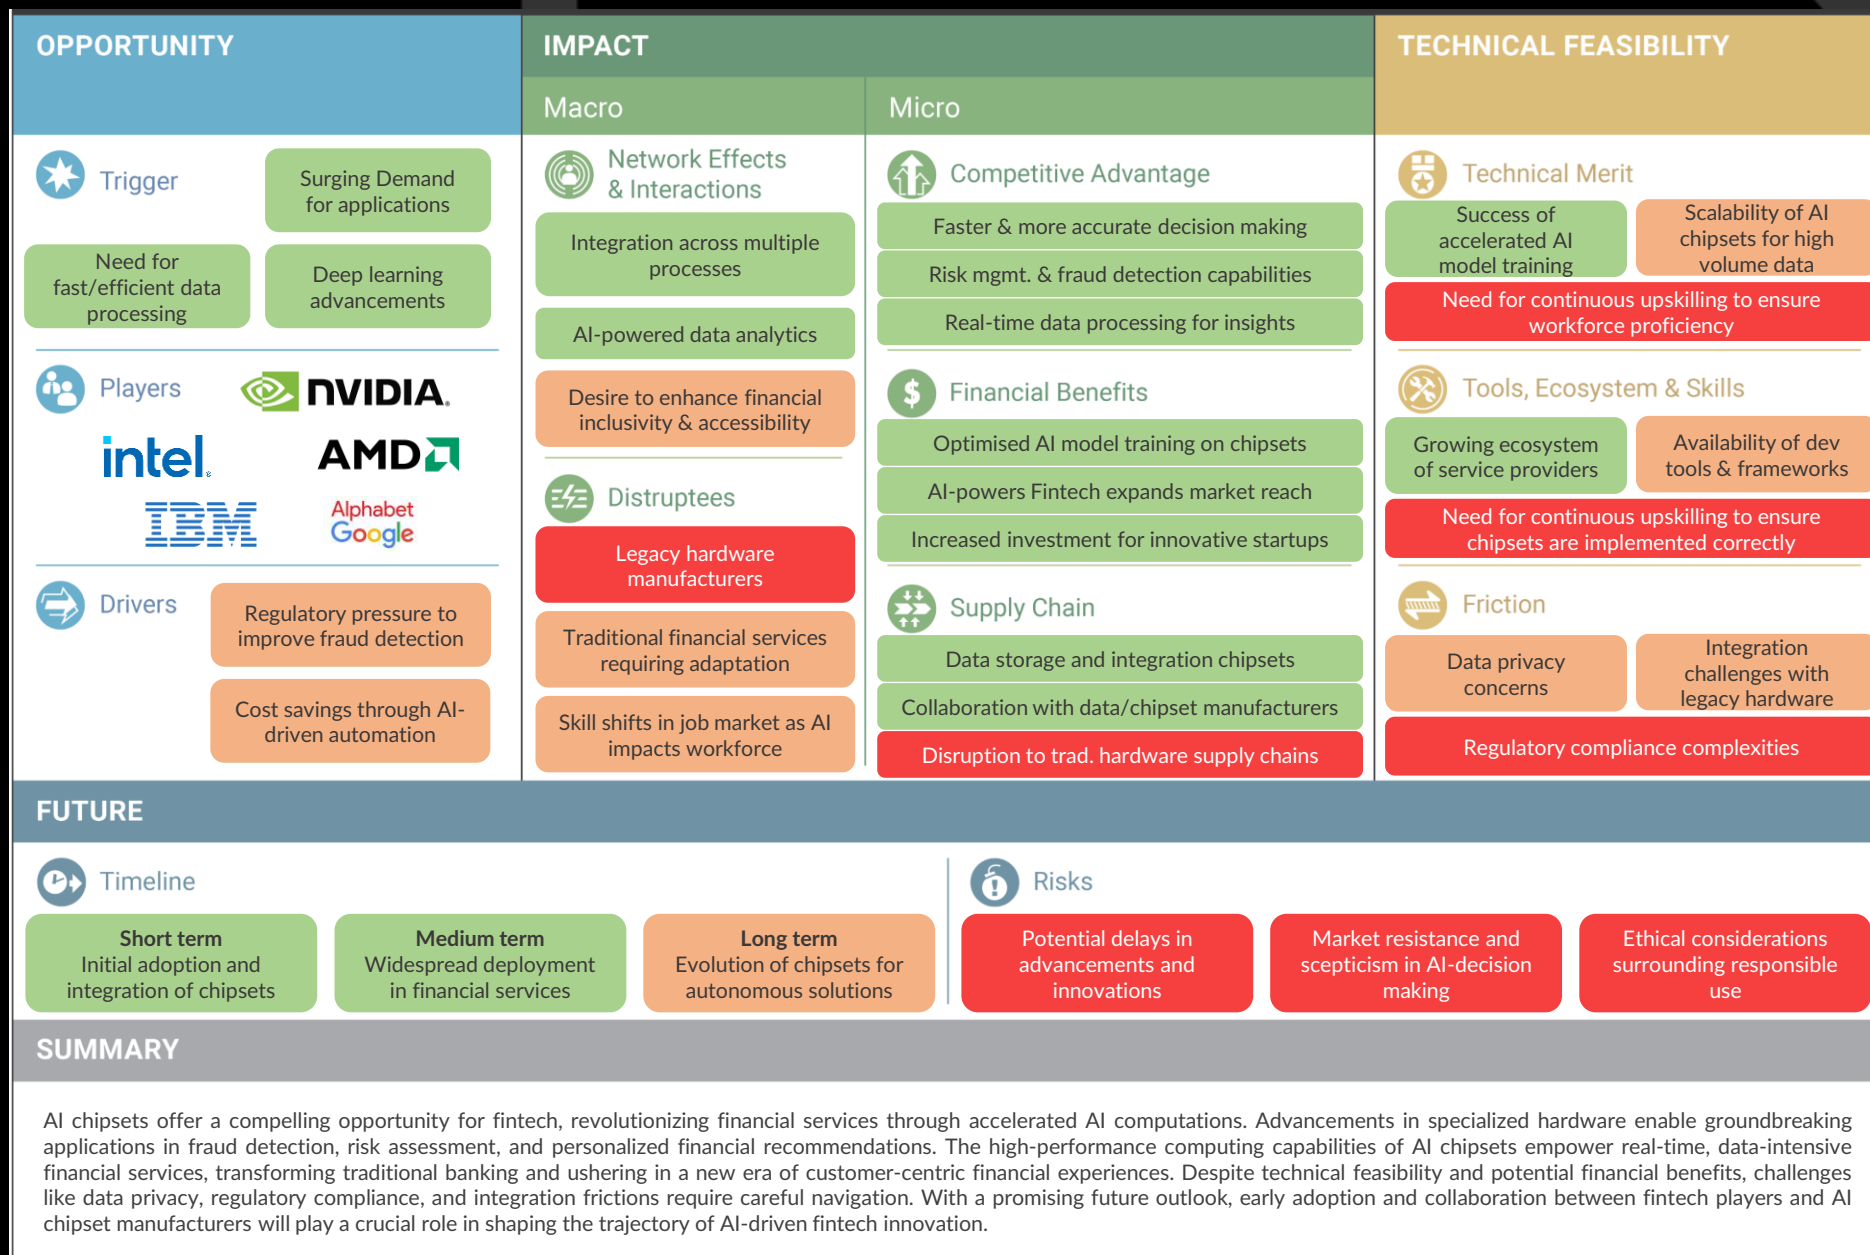 OPPORTUNITY
Trigger
Surging Demand
for applications
Need for
fast/efficient data
processing
Deep learning
advancements
Players
NVIDIA.
intel.
AMD
IBM
Alphabet
Google
Drivers
Regulatory pressure to
improve fraud detection
Cost savings through AI-
driven automation
IMPACT
Macro
Network Effects
& Interactions
Integration across multiple
processes
AI-powered data analytics
Desire to enhance financial
inclusivity & accessibility
Distruptees
Legacy hardware
manufacturers
Traditional financial services
requiring adaptation
Skill shifts in job market as AI
impacts workforce
Micro
Competitive Advantage
Faster & more accurate decision making
Risk mgmt. & fraud detection capabilities
Real-time data processing for insights
Financial Benefits
Optimised AI model training on chipsets
AI-powers Fintech expands market reach
Increased investment for innovative startups
Supply Chain
Data storage and integration chipsets
Collaboration with data/chipset manufacturers
Disruption to trad. hardware supply chains
TECHNICAL FEASIBILITY
Technical Merit
Success of
accelerated AI
model training
Scalability of AI
chipsets for high
volume data
Need for continuous upskilling to ensure
workforce proficiency
Tools, Ecosystem & Skills
Growing ecosystem
of service providers
Availability of dev
tools & frameworks
Need for continuous upskilling to ensure
chipsets are implemented correctly
Friction
Data privacy
concerns
Integration
challenges with
legacy hardware
Regulatory compliance complexities
FUTURE
Timeline
Short term
Initial adoption and
integration of chipsets
Medium term
Widespread deployment
in financial services
Long term
Evolution of chipsets for
autonomous solutions
Risks
Potential delays in
advancements and
innovations
Market resistance and
scepticism in AI-decision
making
Ethical considerations
surrounding responsible
use
SUMMARY
AI chipsets offer a compelling opportunity for fintech, revolutionizing financial services through accelerated AI computations. Advancements in specialized hardware enable groundbreaking
applications in fraud detection, risk assessment, and personalized financial recommendations. The high-performance computing capabilities of AI chipsets empower real-time, data-intensive
financial services, transforming traditional banking and ushering in a new era of customer-centric financial experiences. Despite technical feasibility and potential financial benefits, challenges
like data privacy, regulatory compliance, and integration frictions require careful navigation. With a promising future outlook, early adoption and collaboration between fintech players and AI
chipset manufacturers will play a crucial role in shaping the trajectory of AI-driven fintech innovation.